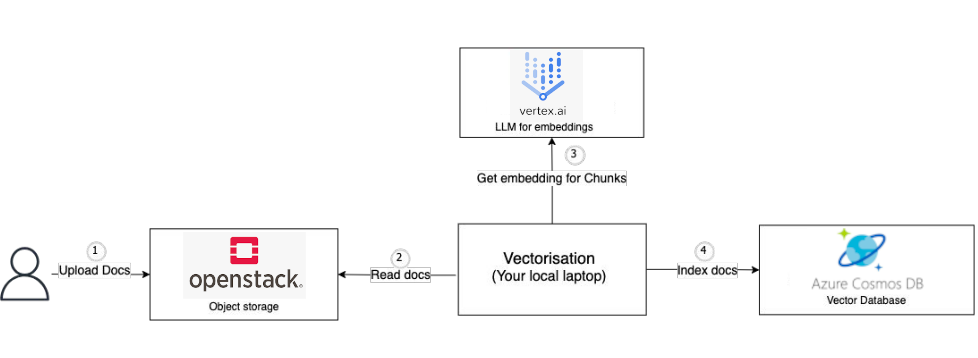 vertex.ai
LLM for embeddings
3
Get embedding for Chunks
1
Upload Docs
openstack.
Object storage
2
Read docs
Vectorisation
(Your local laptop)
4
Index docs
Azure Cosmos DB
Vector Database